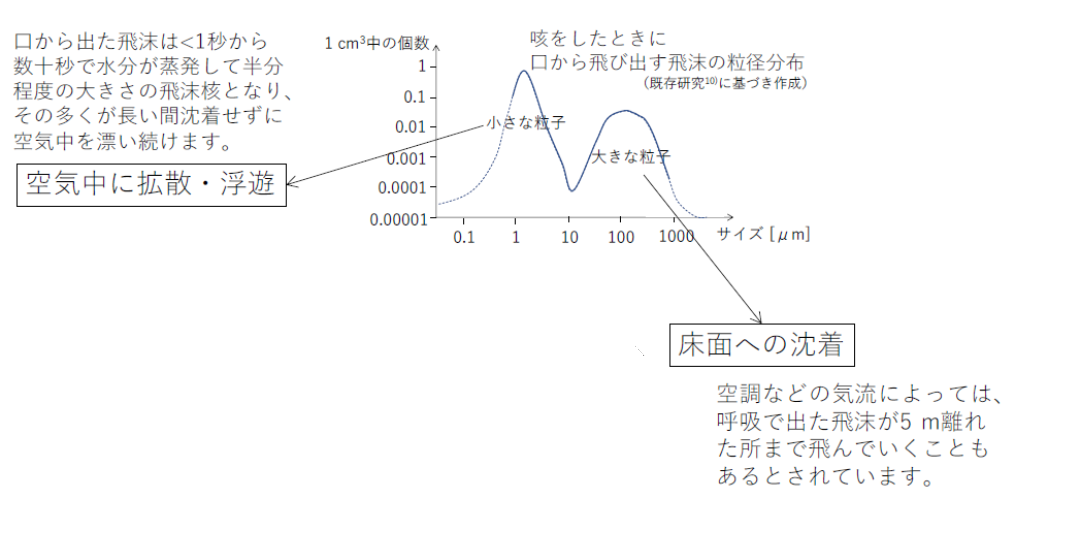 口から出た飛沫は<1秒から
数十秒で水分が蒸発して半分
程度の大きさの飛沫核となり、
その多くが長い間沈着せずに
空気中を漂い続けます。
空気中に拡散・浮遊
1 cm³中の個数
咳をしたときに
口から飛び出す飛沫の粒径分布
（既存研究¹⁰⁾に基づき作成）
1
0.1
0.01
0.001
0.0001
0.00001
小さな粒子
大きな粒子
0.1
1
10
100
1000
サイズ [μm]
床面への沈着
空調などの気流によっては、
呼吸で出た飛沫が5 m離れ
た所まで飛んでいくことも
あるとされています。